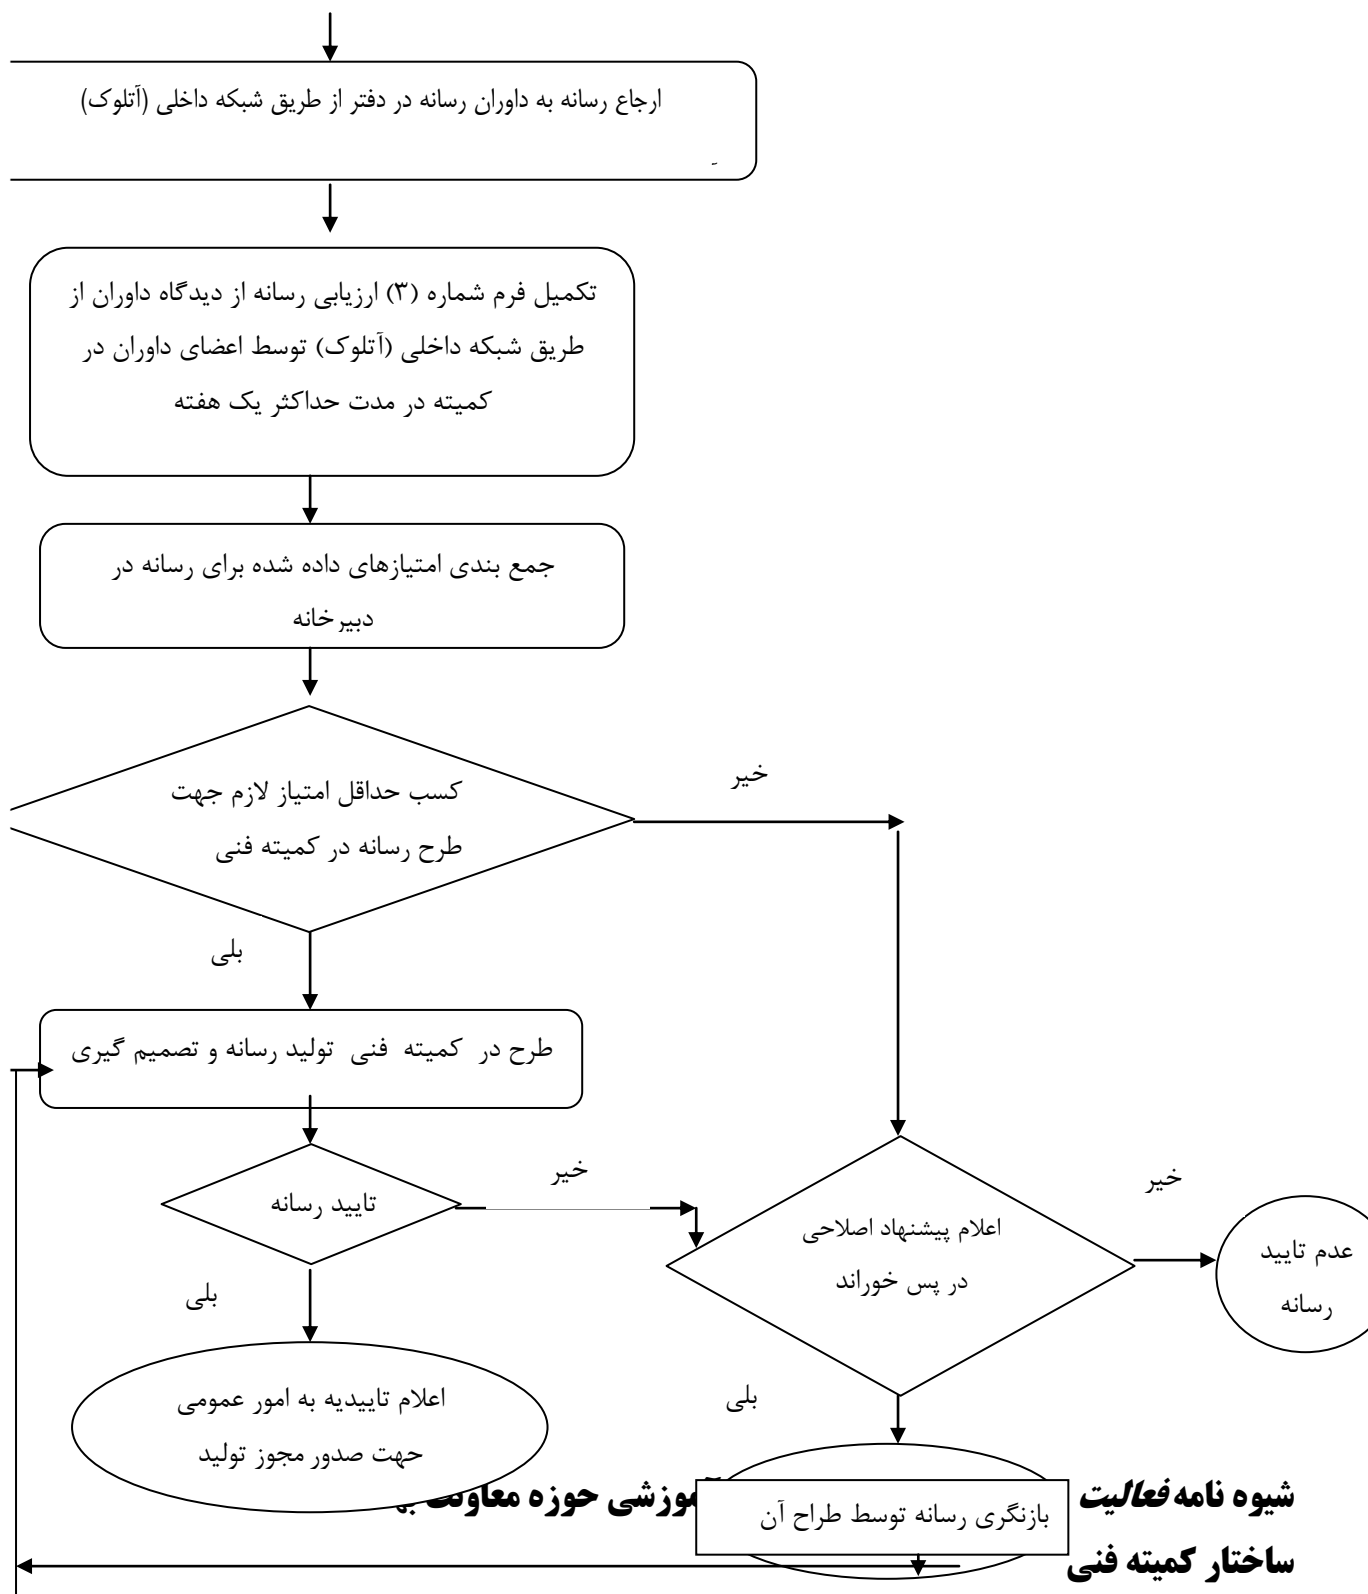 ارجاع رسانه به داوران رسانه در دفتر از طریق شبکه داخلی (آتلوک)
تکمیل فرم شماره (۳) ارزیابی رسانه از دیدگاه داوران از
طریق شبکه داخلی (آتلوک) توسط اعضای داوران در
کمیته در مدت حداکثر یک هفته
جمع بندی امتیازهای داده شده برای رسانه در
دبیرخانه
کسب حداقل امتیاز لازم جهت
طرح رسانه در کمیته فنی
خیر
بلی
طرح در کمیته فنی تولید رسانه و تصمیم گیری
تایید رسانه
خیر
بلی
اعلام پیشنهاد اصلاحی
در پس خوراند
خیر
بلی
عدم تایید
رسانه
اعلام تاییدیه به امور عمومی
حهت صدور مجوز تولید
بازنگری رسانه توسط طراح آن
شیوه نامه فعالیت آموزشی حوزه معاونت
ساختار کمیته فنی